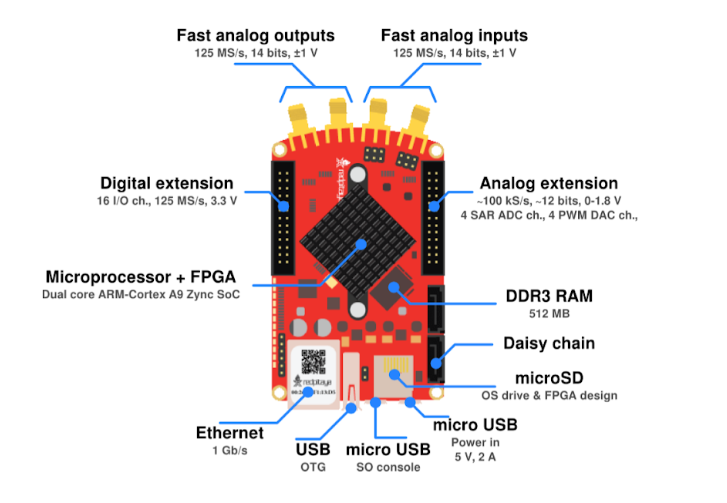 Fast analog outputs
125 MS/s, 14 bits, ±1 V
Fast analog inputs
125 MS/s, 14 bits, ±1 V
redpitaya
Digital extension
16 I/O ch., 125 MS/s, 3.3 V
Analog extension
~100 kS/s, ~12 bits, 0-1.8 V
4 SAR ADC ch., 4 PWM DAC ch.,
Microprocessor + FPGA
Dual core ARM-Cortex A9 Zync SoC
DDR3 RAM
512 MB
Daisy chain
redpitaya
microSD
OS drive & FPGA design
Ethernet
1 Gb/s
USB
OTG
micro USB
SO console
micro USB
Power in
5 V, 2 A